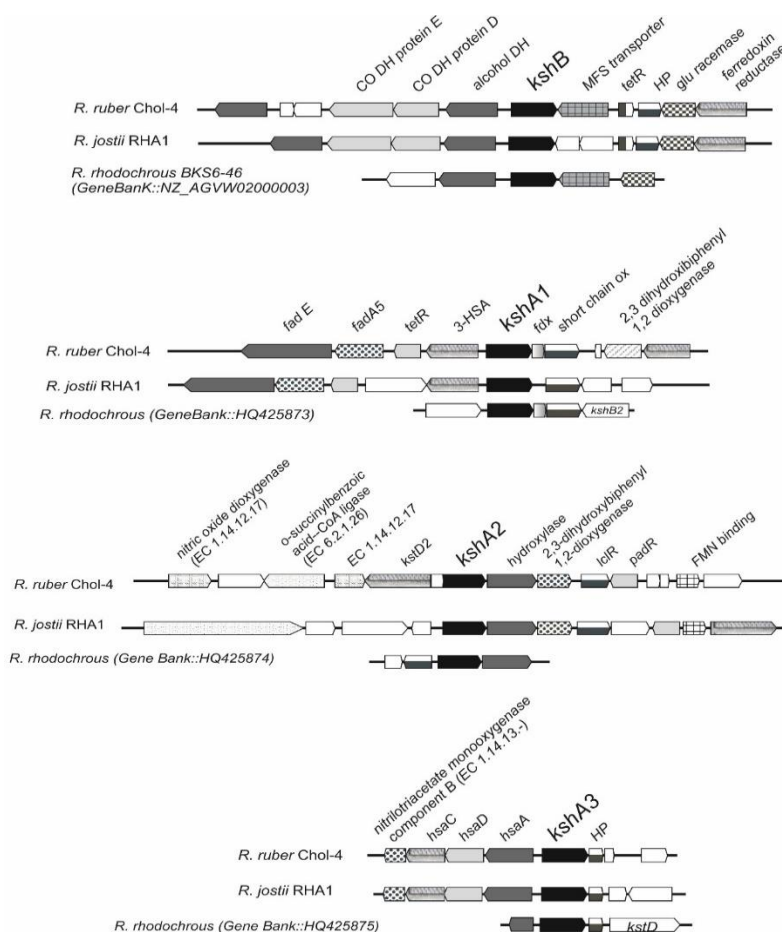 CO DH protein E
CO DH protein D
alcohol DH
kshB
MFS transporter
tetR
HP
glu racemase
ferredoxin
reductase
R. ruber Chol-4
R. jostii RHA1
R. rhodochrous BKS6-46
(GeneBanK::NZ_AGVW02000003)
fad E
fadA5
tetR
3-HSA
kshA1
fdx
short chain ox
2,3 dihydroxibiphenyl
1,2 dioxygenase
R. ruber Chol-4
R. jostii RHA1
R. rhodochrous (GeneBank::HQ425873)
kshB2
nitric oxide dioxygenase
(EC 1.14.12.17)
o-succinylbenzoic
acid--CoA ligase
(EC 6.2.1.26)
EC 1.14.12.17
kstD2
kshA2
hydroxylase
2,3-dihydroxybiphenyl
1,2-dioxygenase
IclR
padR
FMN binding
R. ruber Chol-4
R. jostii RHA1
R. rhodochrous (Gene Bank::HQ425874)
nitrilotriacetate monooxygenase
component B (EC 1.14.13.-)
hsaC
hsaD
hsaA
kshA3
HP
R. ruber Chol-4
R. jostii RHA1
R. rhodochrous (Gene Bank::HQ425875)
kstD